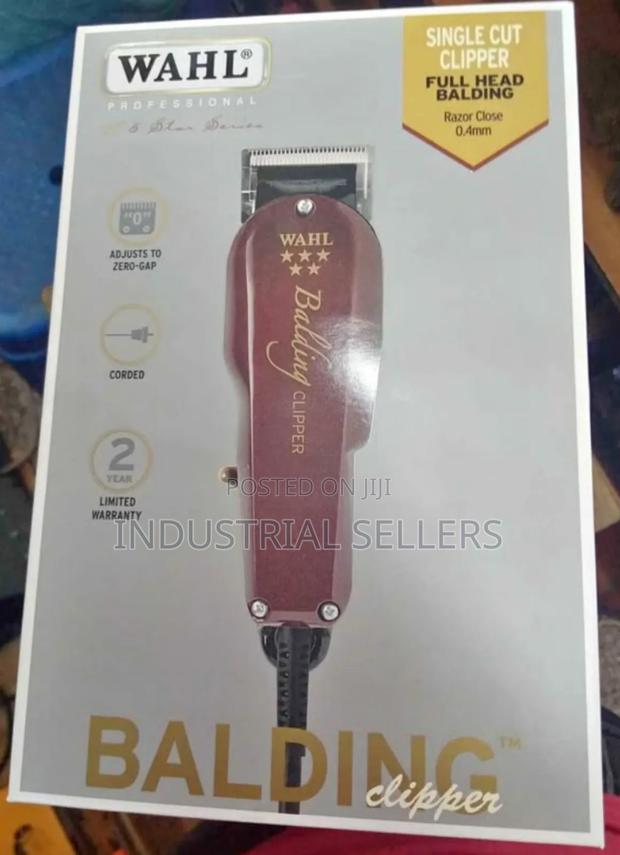 WAHL®
PROFESSIONAL
5 Star Series
SINGLE CUT
CLIPPER
FULL HEAD
BALDING
Razor Close
0.4mm
"0"
ADJUSTS TO
ZERO-GAP
CORDED
2
YEAR
LIMITED
WARRANTY
WAHL
Balding CLIPPER
POSTED ON JIJI
INDUSTRIAL SELLERS
BALDING™
clipper